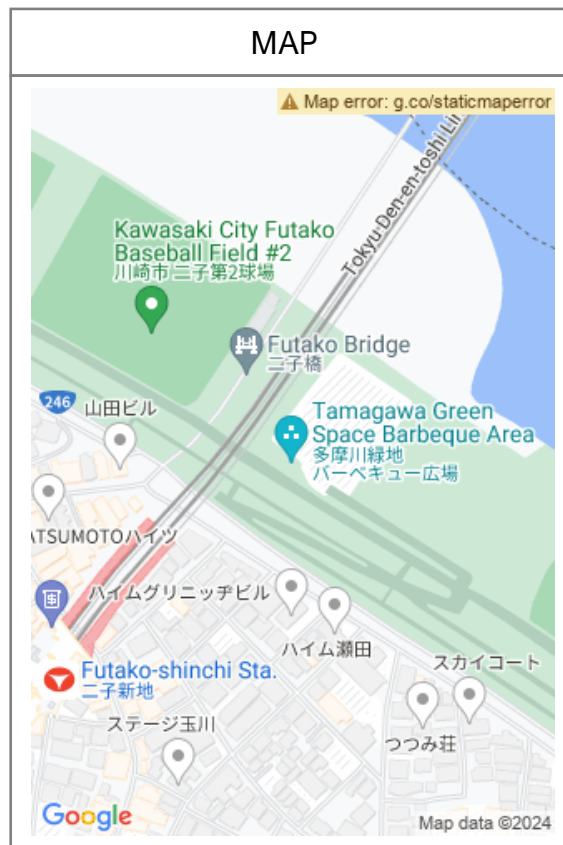 MAP
Map error: g.co/staticmaperror
Tokyu Den-en-toshi Lin
Kawasaki City Futako
Baseball Field #2
川崎市 二子第2球場
Futako Bridge
二子橋
246
山田ビル
Tamagawa Green
Space Barbeque Area
多摩川緑地
バーベキュー広場
ATSUMOTOハイツ
ハイムグリニッヂビル
ハイム瀬田
スカイコート
Futako-shinchi Sta.
二子新地
ステージ玉川
つつみ荘
Google
Map data ©2024